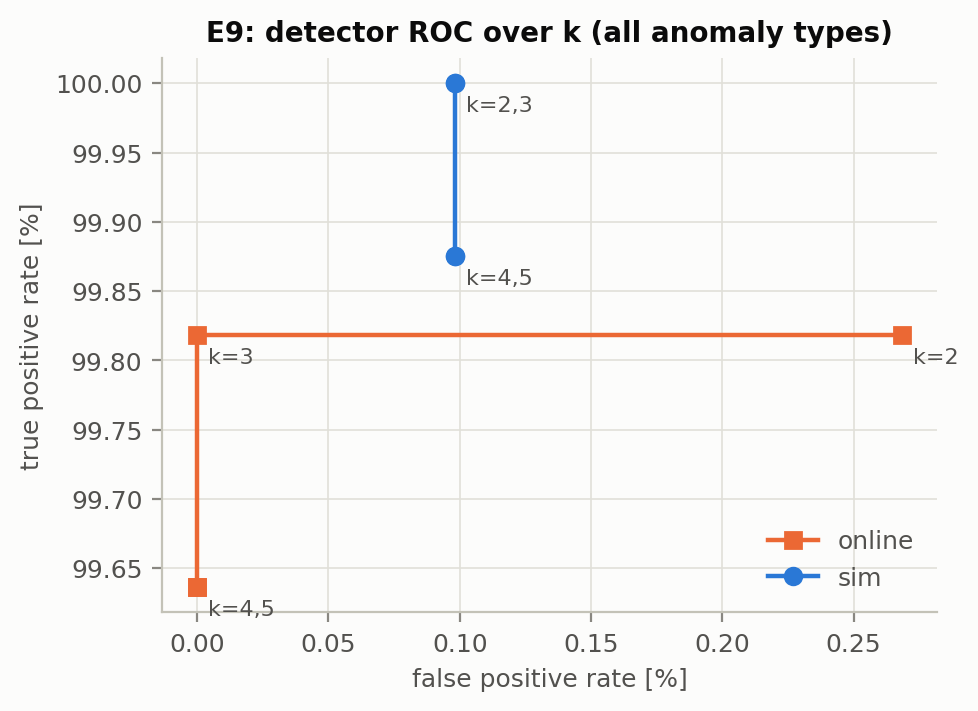 E9: detector ROC over k (all anomaly types)
true positive rate [%]
100.00
99.95
99.90
99.85
99.80
99.75
99.70
99.65
k=2,3
k=4,5
k=3
k=2
k=4,5
online
sim
0.00 0.05 0.10 0.15 0.20 0.25
false positive rate [%]